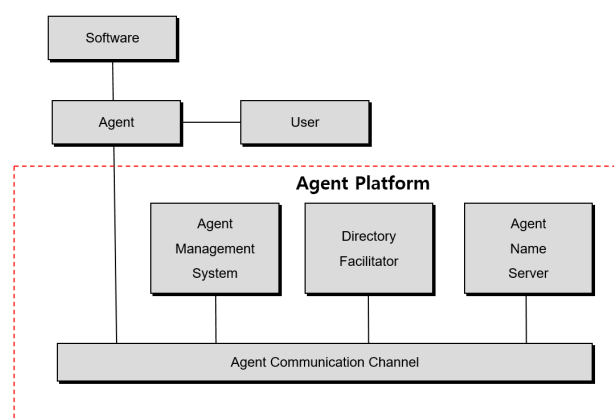 Software
Agent
User
Agent Platform
Agent
Management
System
Directory
Facilitator
Agent
Name
Server
Agent Communication Channel